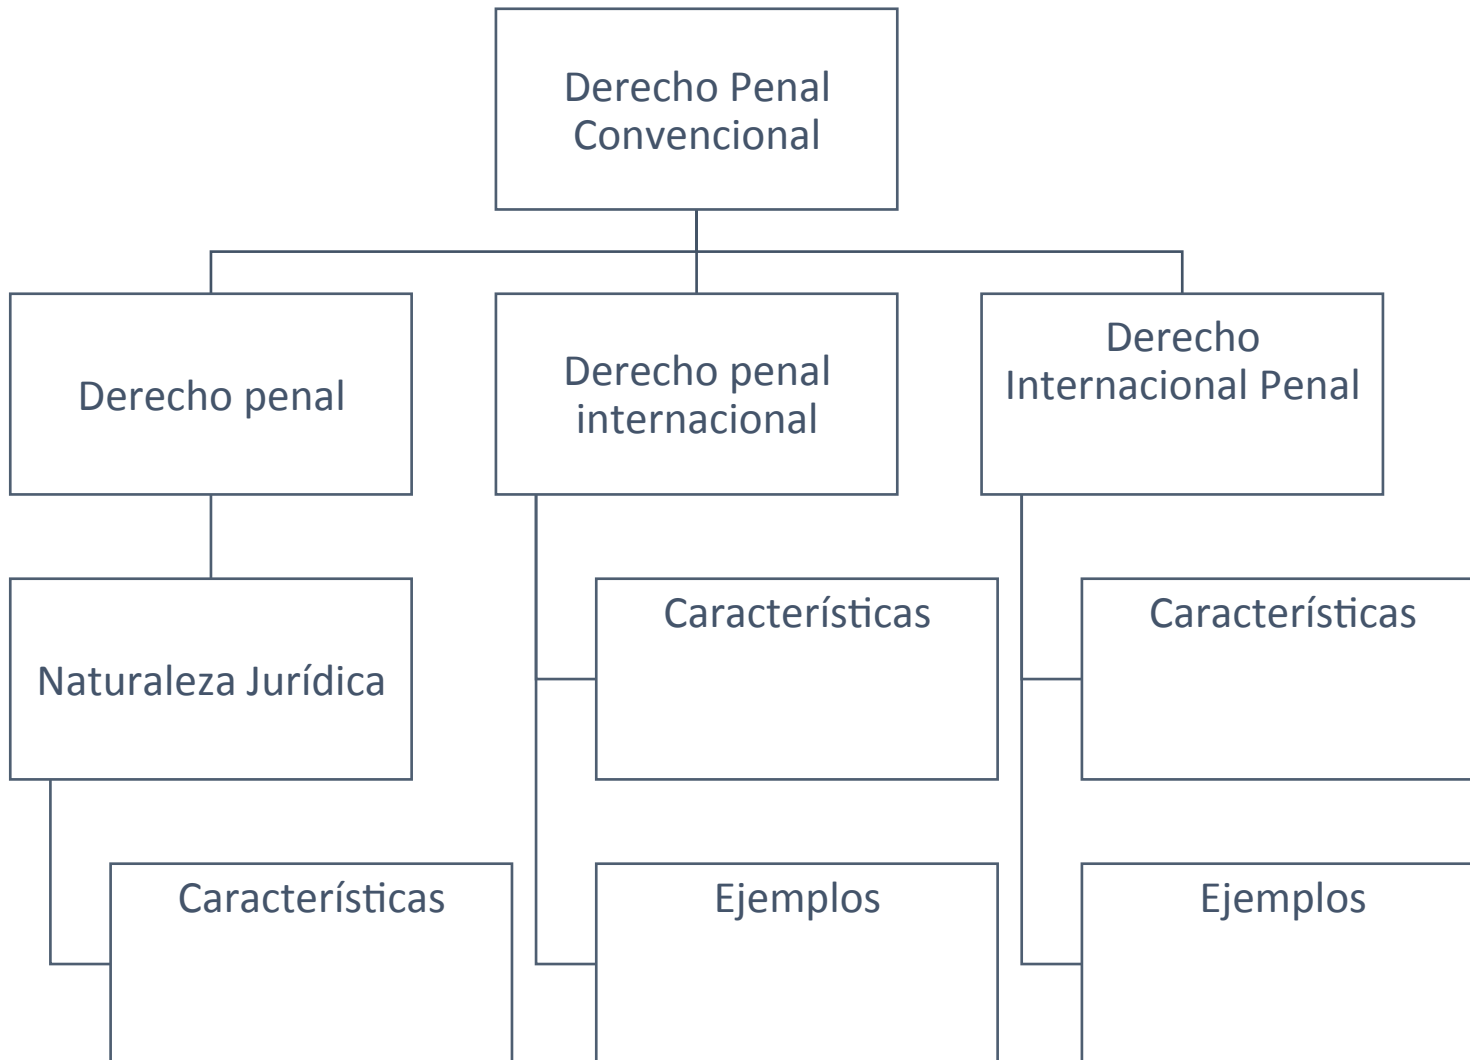 Derecho Penal
Convencional
Derecho penal
Derecho penal
internacional
Derecho
Internacional Penal
Naturaleza Jurídica
Características
Características
Características
Ejemplos
Ejemplos